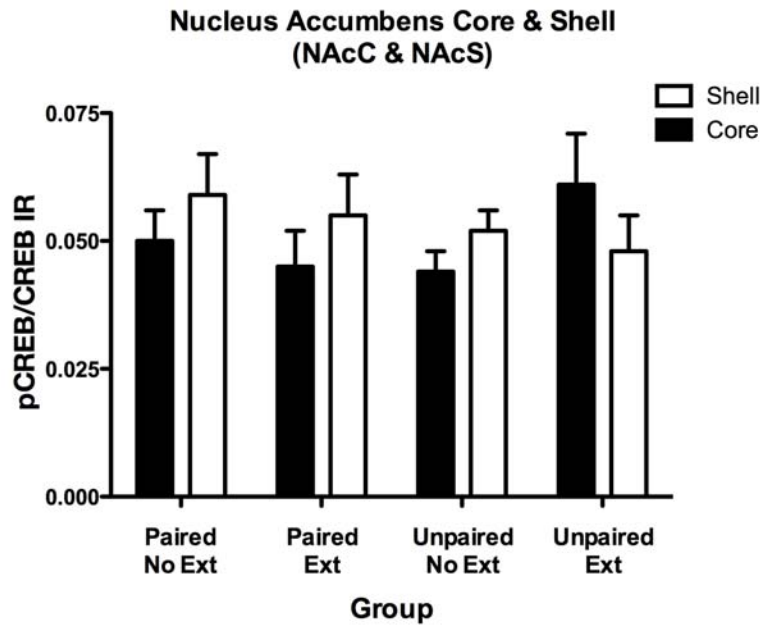 Nucleus Accumbens Core & Shell
(NAcC & NAcS)
Shell
Core
pCREB/CREB IR
0.075
0.050
0.025
0.000
Paired
No Ext
Paired
Ext
Unpaired
No Ext
Unpaired
Ext
Group